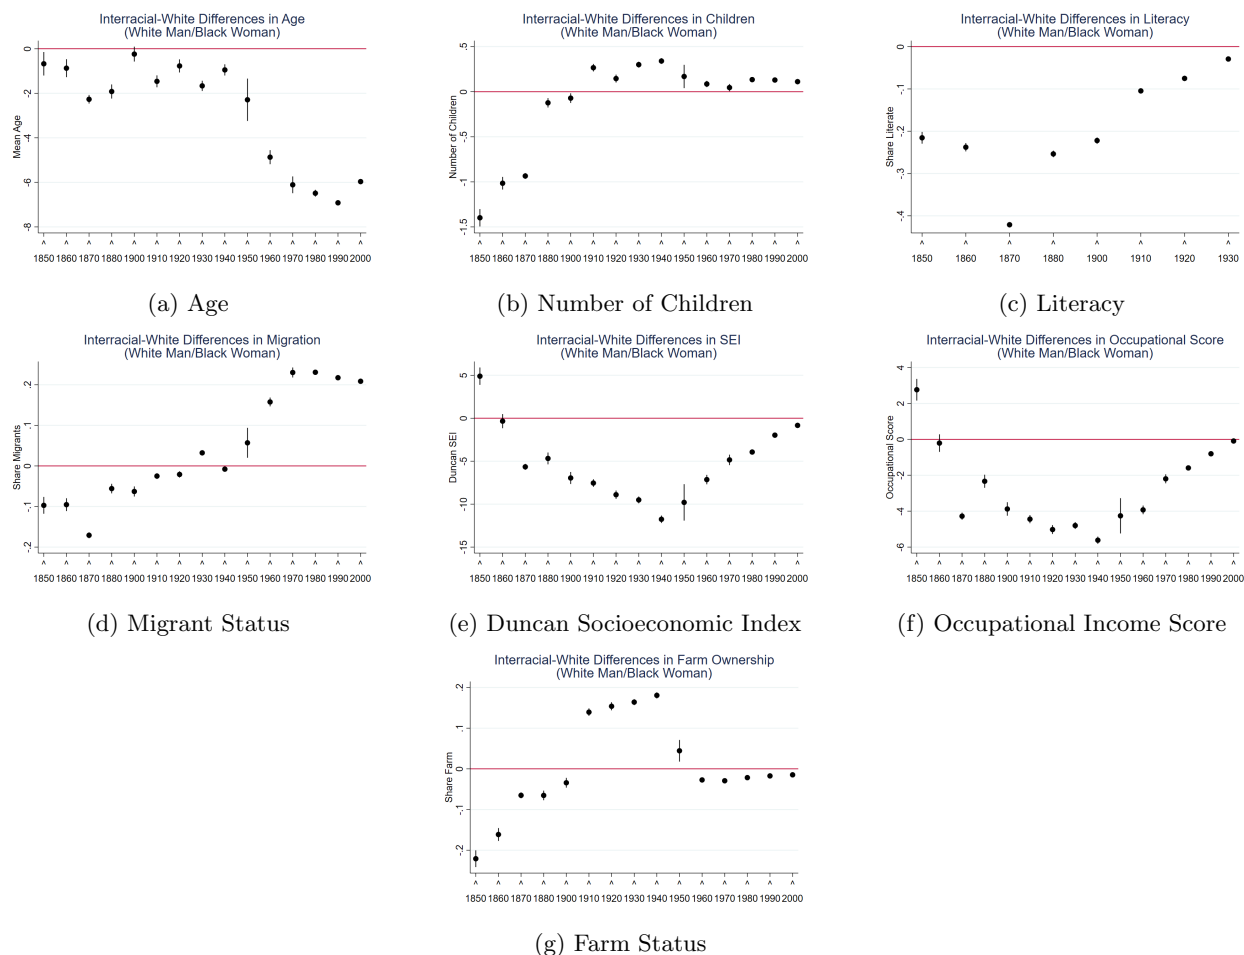 Interracial-White Differences in Age
(White Man/Black Woman)
Mean Age
0
-2
-4
-6
-8
1850 1860 1870 1880 1890 1900 1910 1920 1930 1940 1950 1960 1970 1980 1990 2000
(a) Age
Interracial-White Differences in Children
(White Man/Black Woman)
Number of Children
.5
0
-.5
-1
-1.5
1850 1860 1870 1880 1900 1910 1920 1930 1940 1950 1960 1970 1980 1990 2000
(b) Number of Children
Interracial-White Differences in Literacy
(White Man/Black Woman)
Share Literate
0
-.1
-.2
-.3
-.4
1850 1860 1870 1880 1900 1910 1920 1930
(c) Literacy
Interracial-White Differences in Migration
(White Man/Black Woman)
Share Migrants
.2
.1
0
-.1
-.2
1850 1860 1870 1880 1900 1910 1920 1930 1940 1950 1960 1970 1980 1990 2000
(d) Migrant Status
Interracial-White Differences in SEI
(White Man/Black Woman)
Duncan SEI
5
0
-5
-10
-15
1850 1860 1870 1880 1900 1910 1920 1930 1940 1950 1960 1970 1980 1990 2000
(e) Duncan Socioeconomic Index
Interracial-White Differences in Occupational Score
(White Man/Black Woman)
Occupational Score
4
2
0
-2
-4
-6
1850 1860 1870 1880 1900 1910 1920 1930 1940 1950 1960 1970 1980 1990 2000
(f) Occupational Income Score
Interracial-White Differences in Farm Ownership
(White Man/Black Woman)
Share Farm
.2
.1
0
-.1
-.2
1850 1860 1870 1880 1900 1910 1920 1930 1940 1950 1960 1970 1980 1990 2000
(g) Farm Status